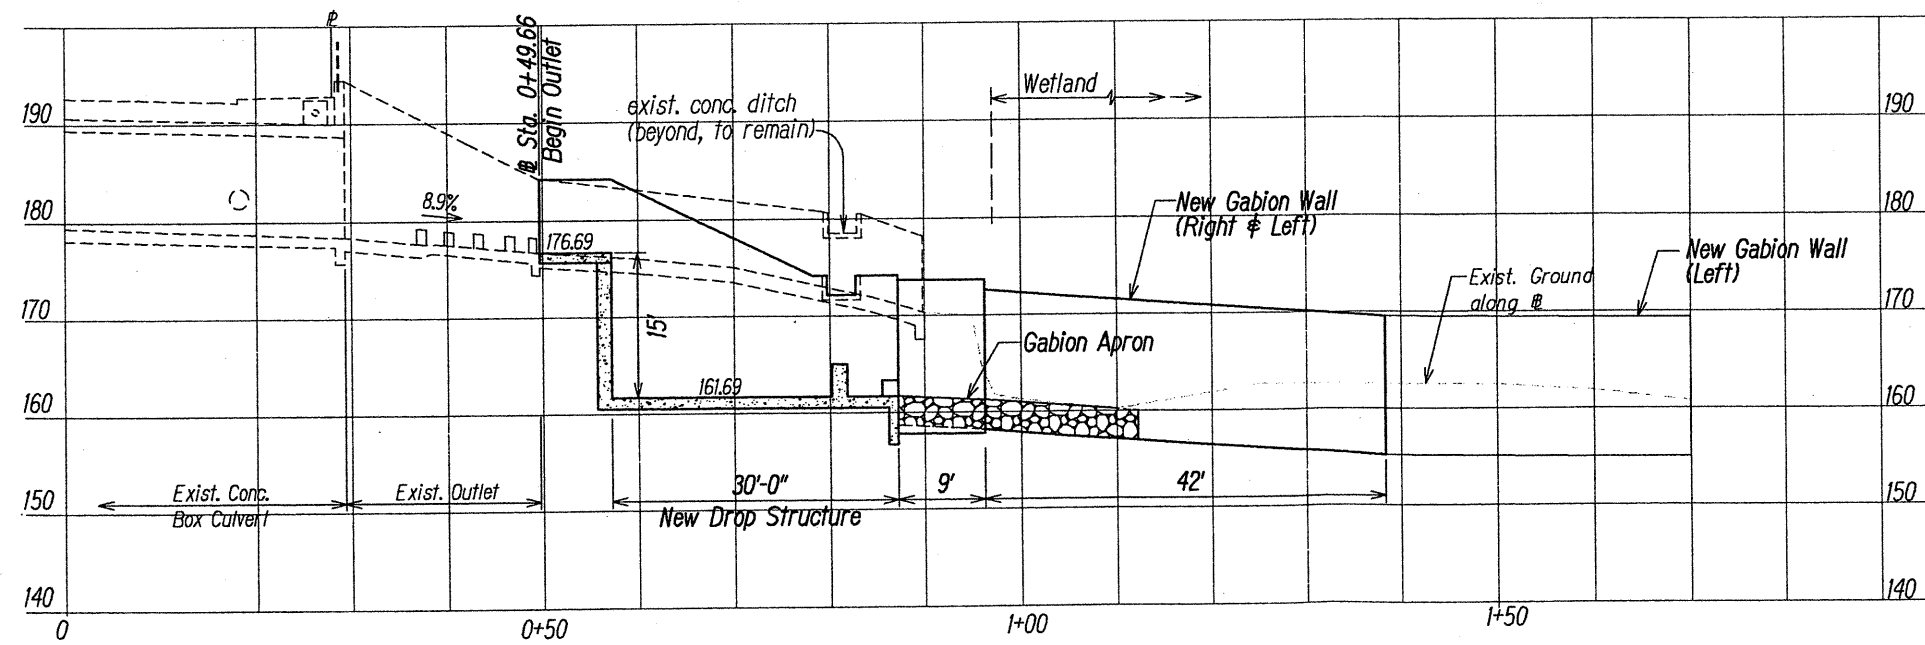 ℄ Sta. 0+49.66
Begin Outlet
exist. conc. ditch
(beyond, to remain)
Wetland
190
190
8.9%
New Gabion Wall
(Right & Left)
180
180
176.69
New Gabion Wall
(Left)
Exist. Ground
along ℄
170
170
15'
Gabion Apron
161.69
160
160
Exist. Conc.
Box Culvert
Exist. Outlet
30'-0"
New Drop Structure
9'
42'
150
150
140
140
0
0+50
1+00
1+50